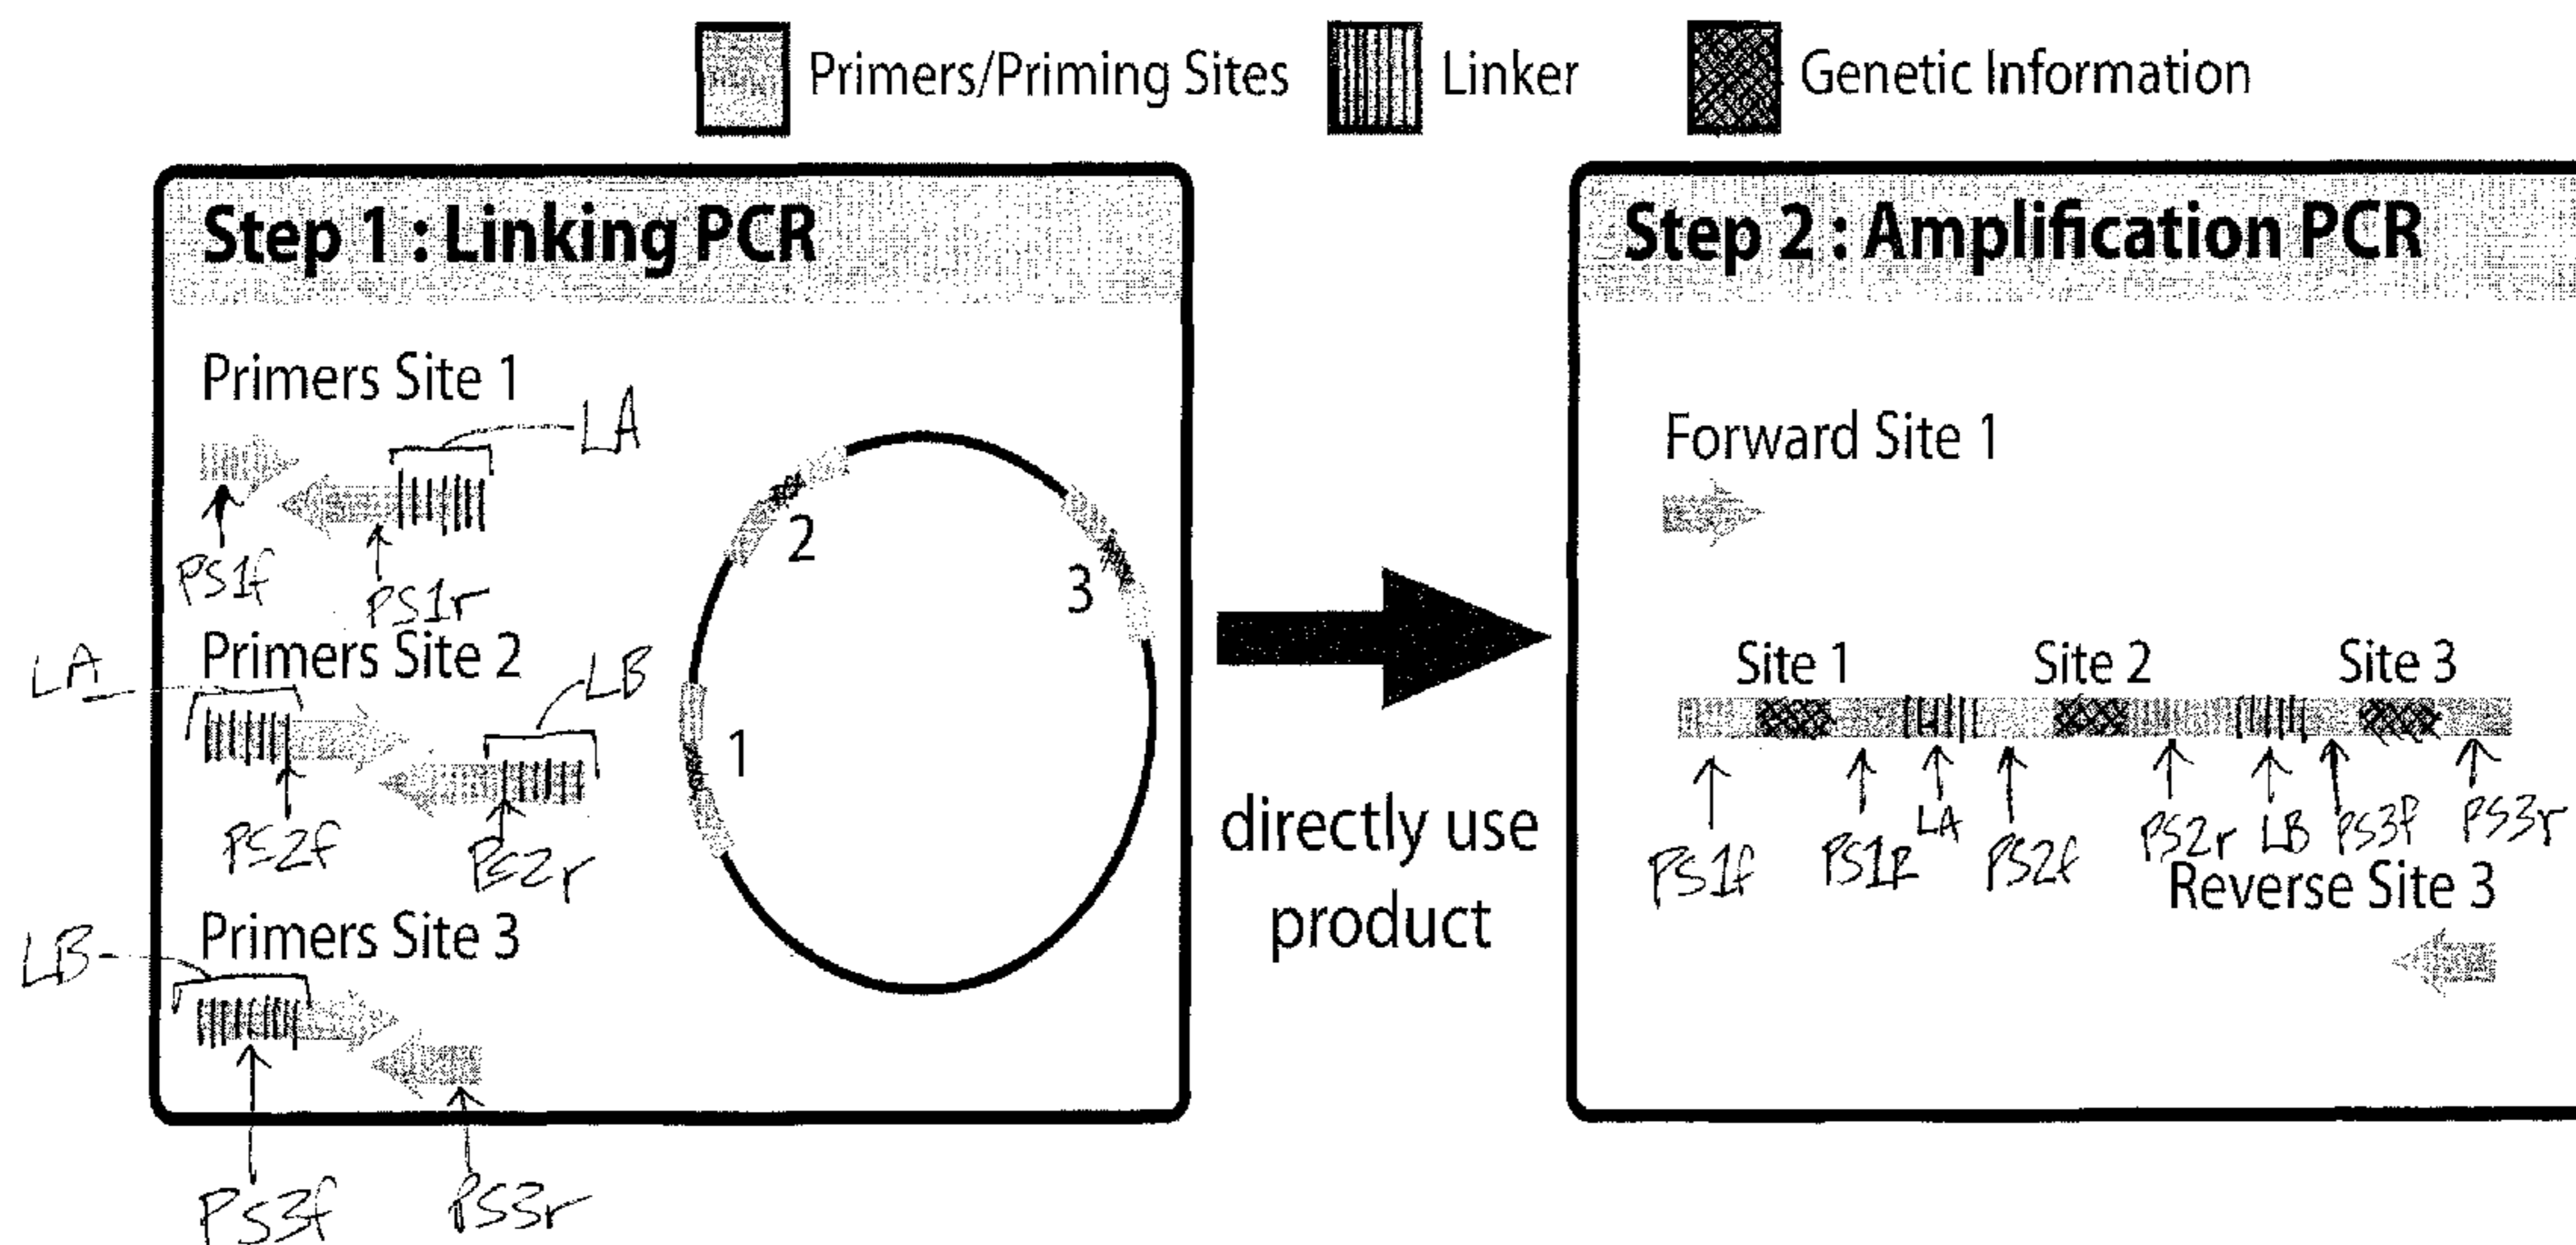 Primers/Priming Sites
Linker
Genetic Information
Step 1 : Linking PCR
Primers Site 1
LA
PS1f
PS1r
Primers Site 2
LA
LB
PS2f
PS2r
Primers Site 3
LB
PS3f
PS3r
2
3
1
directly use
product
Step 2 : Amplification PCR
Forward Site 1
Site 1
Site 2
Site 3
PS1f
PS1R
LA
PS2f
PS2r
LB
PS3f
PS3r
Reverse Site 3